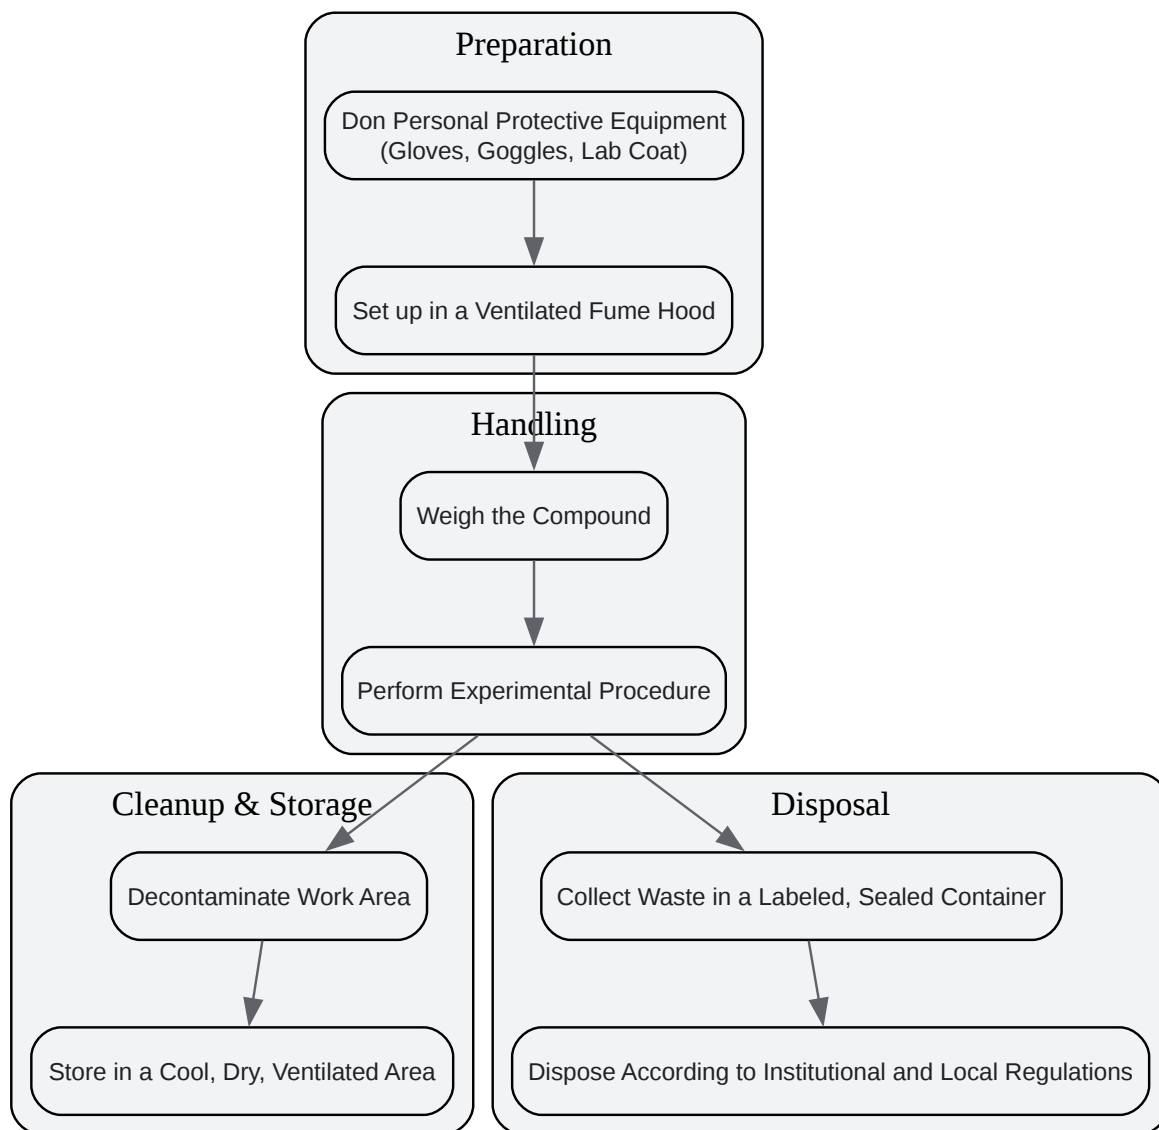 Preparation
Don Personal Protective Equipment
(Gloves, Goggles, Lab Coat)
Set up in a Ventilated Fume Hood
Handling
Weigh the Compound
Perform Experimental Procedure
Cleanup & Storage
Decontaminate Work Area
Store in a Cool, Dry, Ventilated Area
Disposal
Collect Waste in a Labeled, Sealed Container
Dispose According to Institutional and Local Regulations